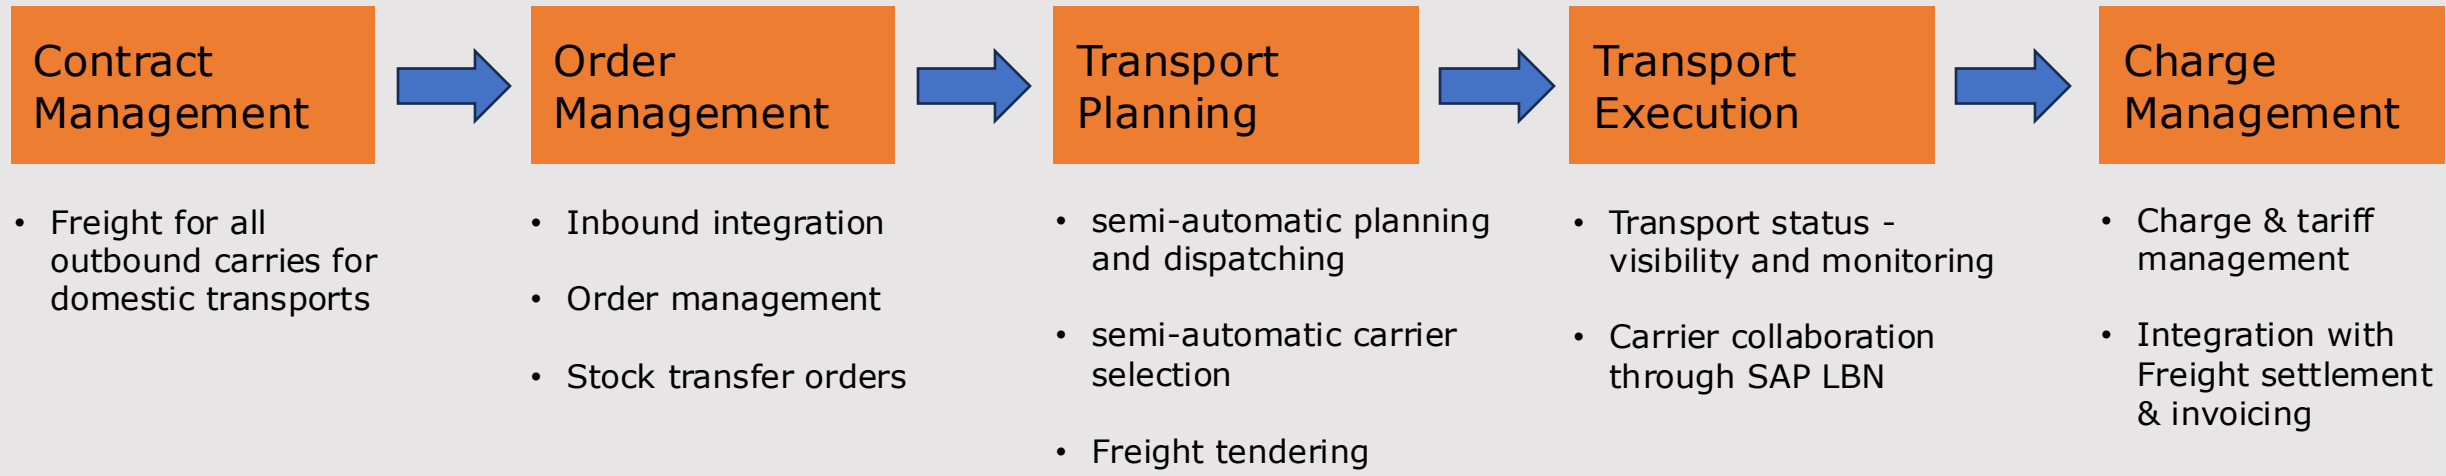 Contract
Management
Order
Management
Transport
Planning
Transport
Execution
Charge
Management
• Freight for all
outbound carries for
domestic transports
• Inbound integration
• Order management
• Stock transfer orders
• semi-automatic planning
and dispatching
• semi-automatic carrier
selection
• Freight tendering
• Transport status -
visibility and monitoring
• Carrier collaboration
through SAP LBN
• Charge & tariff
management
• Integration with
Freight settlement
& invoicing